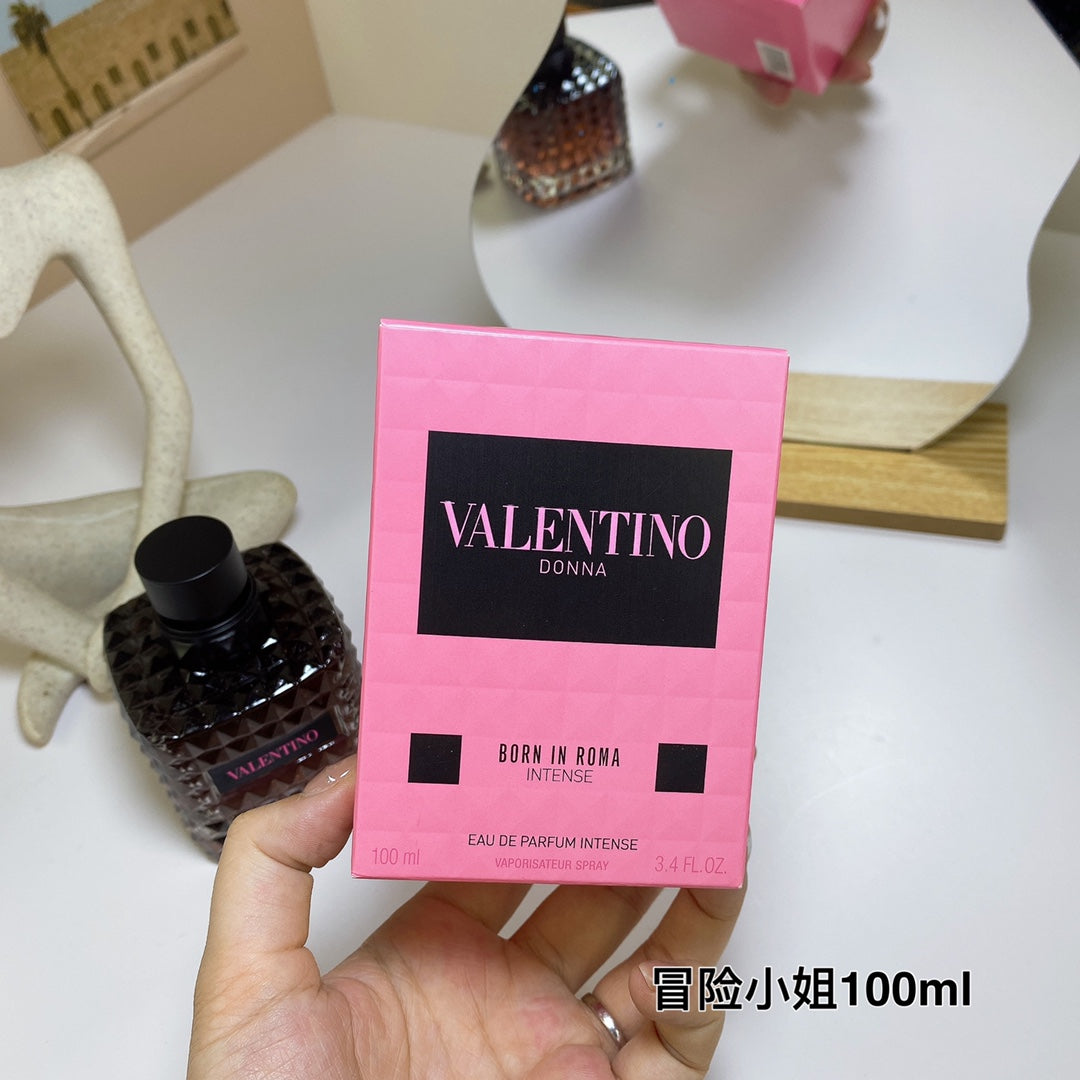 VALENTINO
DONNA
BORN IN ROMA
INTENSE
EAU DE PARFUM INTENSE
100 ml
VAPORISATEUR SPRAY
3.4 FL.OZ.
VALENTINO
冒险小姐100ml